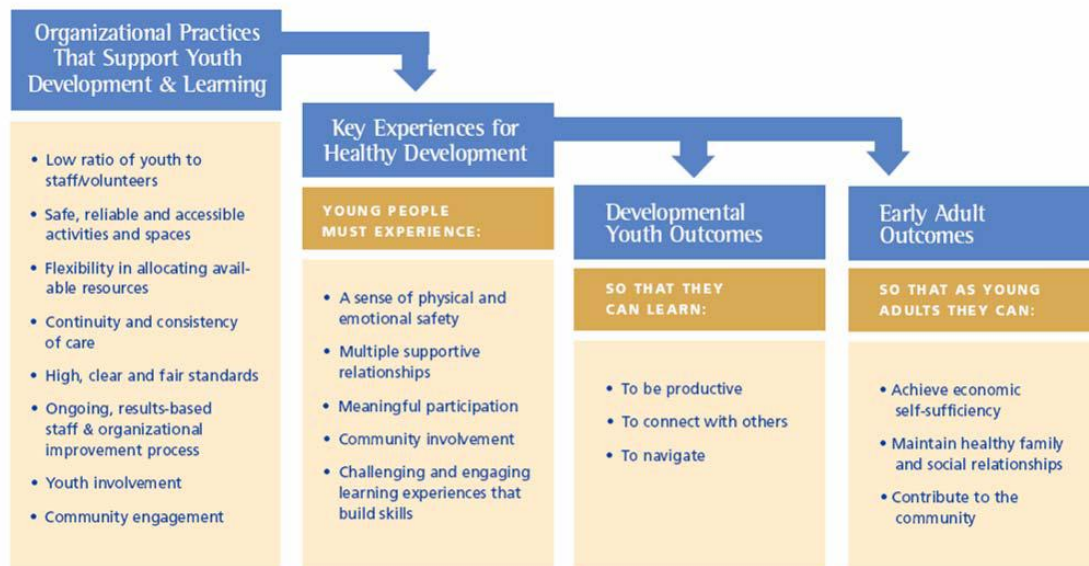 Organizational Practices
That Support Youth
Development & Learning
• Low ratio of youth to
staff/volunteers
• Safe, reliable and accessible
activities and spaces
• Flexibility in allocating avail-
able resources
• Continuity and consistency
of care
• High, clear and fair standards
• Ongoing, results-based
staff & organizational
improvement process
• Youth involvement
• Community engagement
Key Experiences for
Healthy Development
YOUNG PEOPLE
MUST EXPERIENCE:
• A sense of physical and
emotional safety
• Multiple supportive
relationships
• Meaningful participation
• Community involvement
• Challenging and engaging
learning experiences that
build skills
Developmental
Youth Outcomes
SO THAT THEY
CAN LEARN:
• To be productive
• To connect with others
• To navigate
Early Adult
Outcomes
SO THAT AS YOUNG
ADULTS THEY CAN:
• Achieve economic
self-sufficiency
• Maintain healthy family
and social relationships
• Contribute to the
community